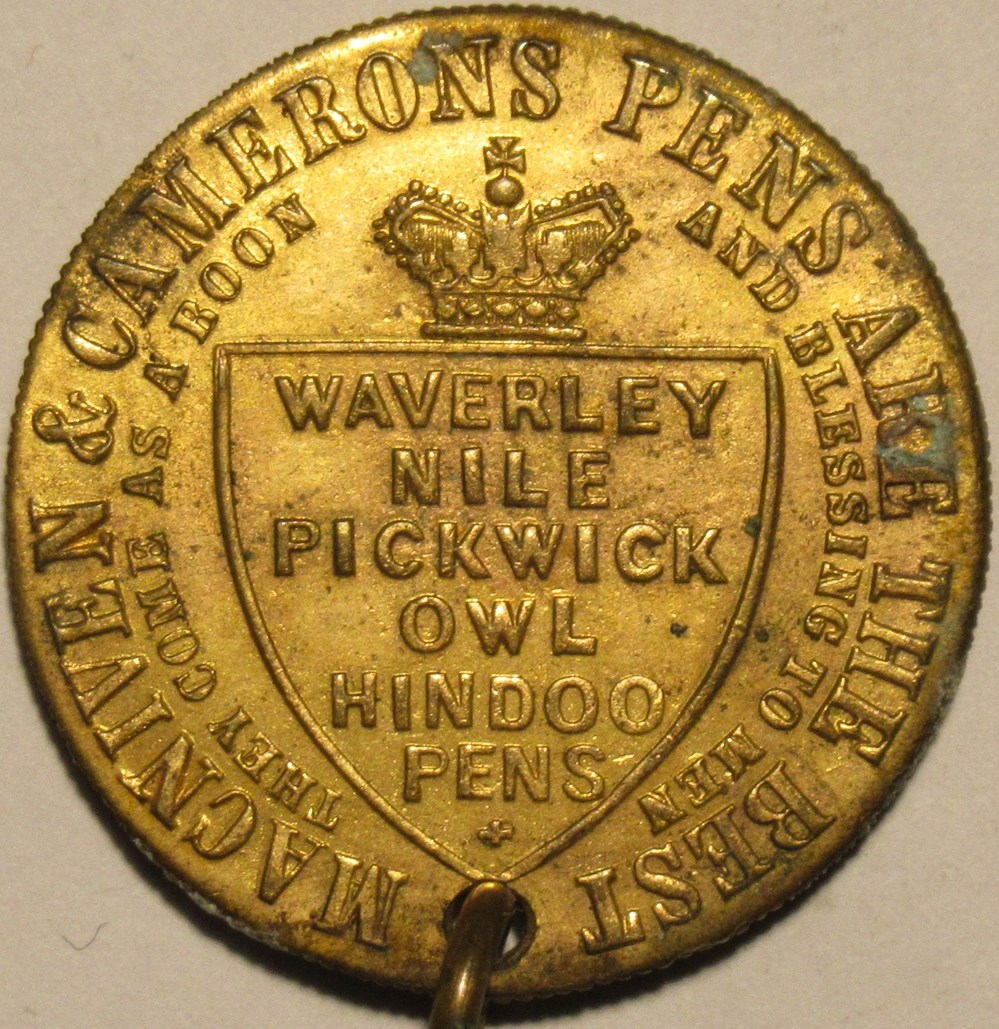 MACNIVEN & CAMERONS PENS ARE THE BEST
THEY COME AS A BOON AND BLESSING TO MEN
WAVERLEY
NILE
PICKWICK
OWL
HINDOO
PENS